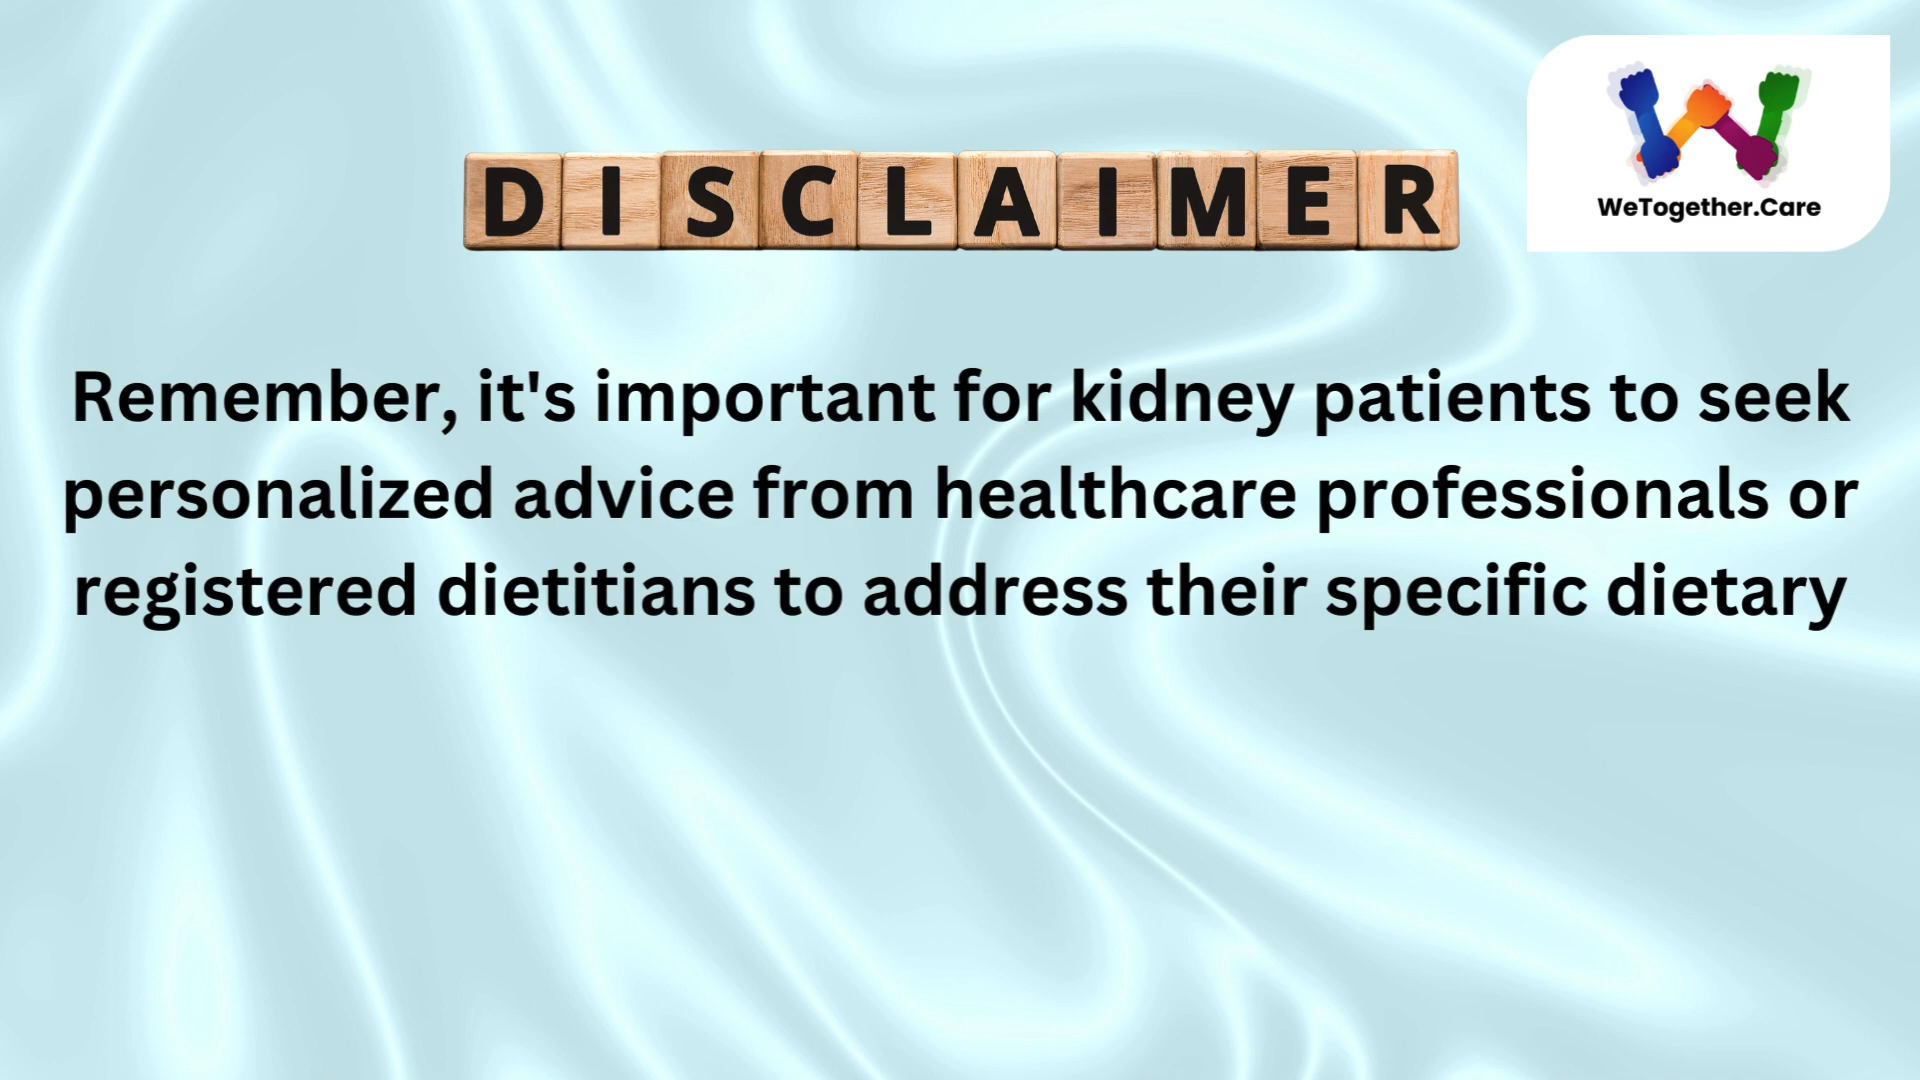 DISCLAIMER
WeTogether.Care
Remember, it's important for kidney patients to seek
personalized advice from healthcare professionals or
registered dietitians to address their specific dietary